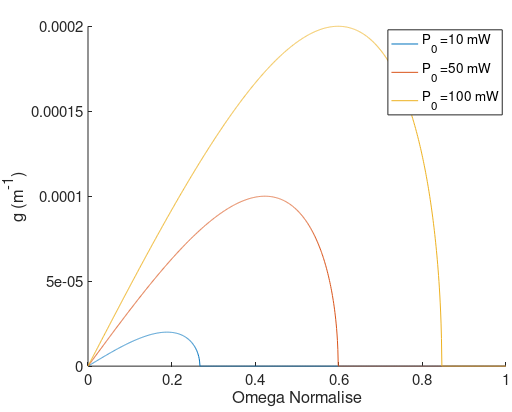 0.0002
0.00015
0.0001
5e-05
0
g (m-1)
0 0.2 0.4 0.6 0.8 1
Omega Normalise
P0=10 mW
P0=50 mW
P0=100 mW